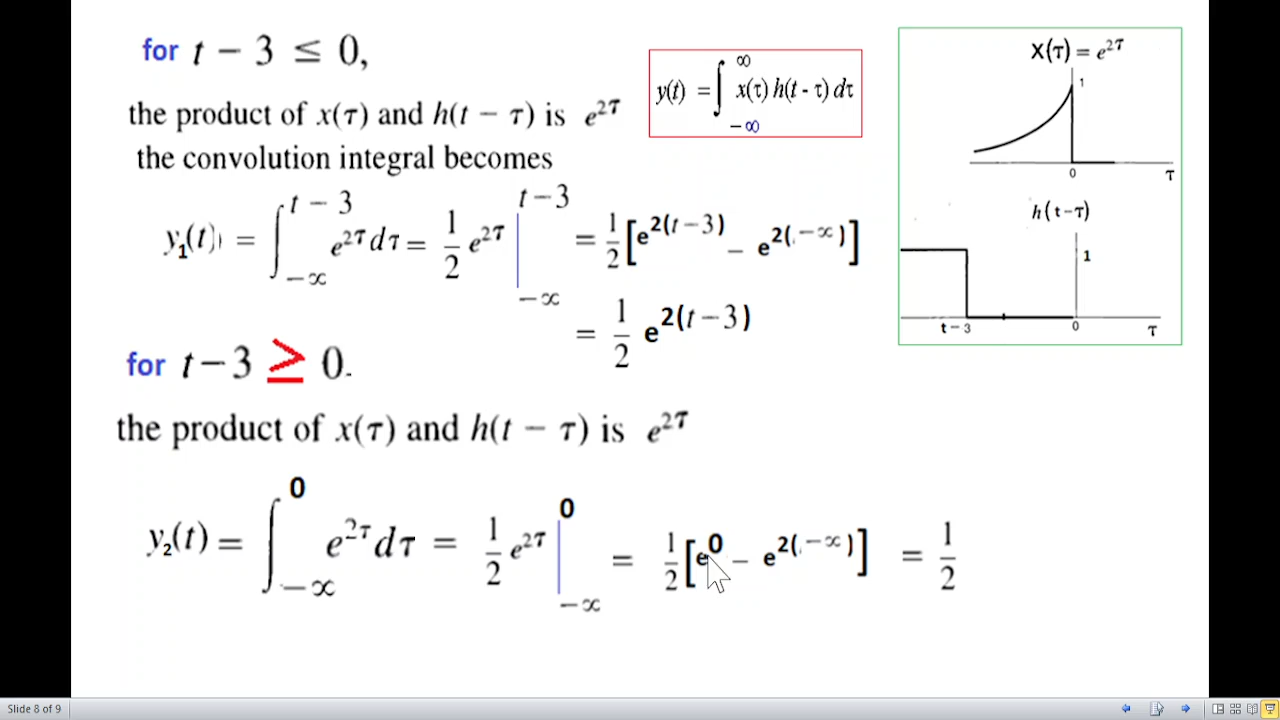 for t − 3 ≤ 0,
the product of x(τ) and h(t − τ) is e^{2τ}
the convolution integral becomes
y(t) = ∫_{−∞}^{∞} x(τ) h(t - τ) dτ
X(τ) = e^{2τ}
1
0 τ
h(t−τ)
1
t−3 0 τ
y₁(t) = ∫_{−∞}^{t−3} e^{2τ} dτ = 1/2 e^{2τ} |_{−∞}^{t−3} = 1/2 [e^{2(t−3)} − e^{2(−∞)}]
= 1/2 e^{2(t−3)}
for t−3 ≥ 0.
the product of x(τ) and h(t − τ) is e^{2τ}
y₂(t) = ∫_{−∞}^{0} e^{2τ} dτ = 1/2 e^{2τ} |_{−∞}^{0} = 1/2 [e^{0} − e^{2(−∞)}] = 1/2
Slide 8 of 9